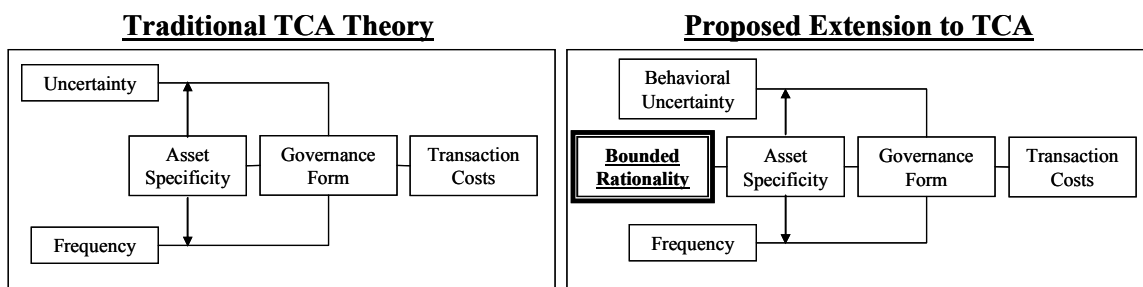 Traditional TCA Theory
Uncertainty
Asset
Specificity
Governance
Form
Transaction
Costs
Frequency
Proposed Extension to TCA
Behavioral
Uncertainty
Bounded
Rationality
Asset
Specificity
Governance
Form
Transaction
Costs
Frequency